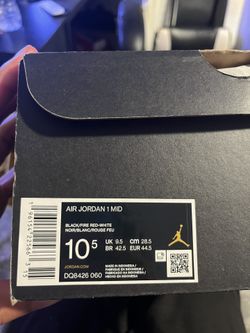 AIR JORDAN 1 MID
BLACK/FIRE RED-WHITE
NOIR/BLANC/ROUGE FEU
10.5
UK 9.5 cm 28.5
BR 42.5 EUR 44.5
JORDAN.COM
DQ8426 060
MADE IN INDONESIA